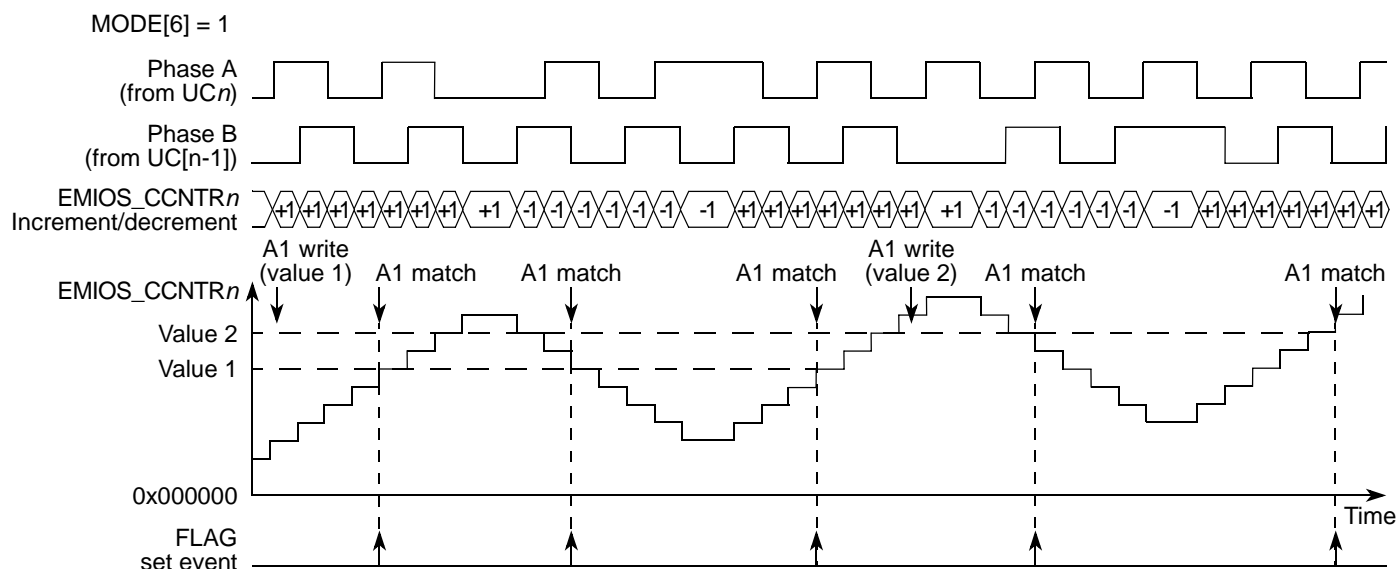 MODE[6] = 1
Phase A
(from UCn)
Phase B
(from UC[n-1])
EMIOS_CCNTRn
Increment/decrement
+1 +1 +1 +1 +1 +1 +1 +1 -1 -1 -1 -1 -1 -1 -1 +1 +1 +1 +1 +1 +1 +1 +1 -1 -1 -1 -1 -1 -1 -1 +1 +1 +1 +1 +1 +1 +1
A1 write
(value 1)
A1 match
A1 match
A1 match
A1 write
(value 2)
A1 match
A1 match
EMIOS_CCNTRn
Value 2
Value 1
0x000000
Time
FLAG
set event